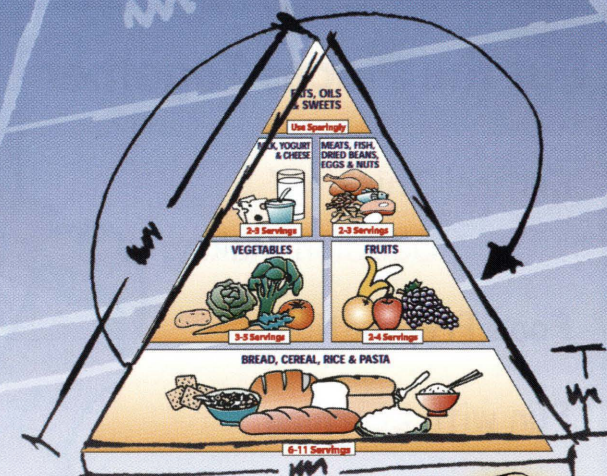 FATS, OILS
& SWEETS
Use Sparingly
MILK, YOGURT
& CHEESE
2-3 Servings
MEATS, FISH,
DRIED BEANS,
EGGS & NUTS
2-3 Servings
VEGETABLES
3-5 Servings
FRUITS
2-4 Servings
BREAD, CEREAL, RICE & PASTA
6-11 Servings